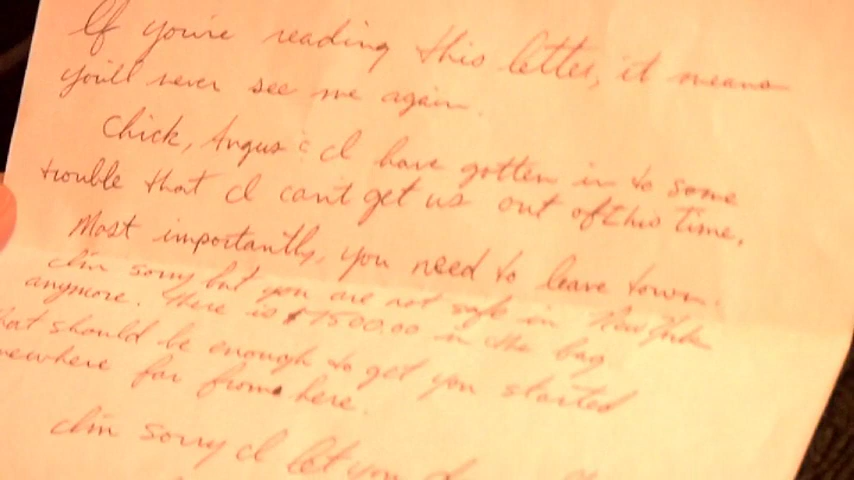 If you're reading this letter, it means
you'll never see me again.
Chick, Angus & I have gotten in to some
trouble that I can't get us out of this time.
Most importantly, you need to leave town.
I'm sorry but you are not safe in New York
anymore. There is $7500.00 in the bag
that should be enough to get you started
somewhere far from here.
I'm sorry I let you